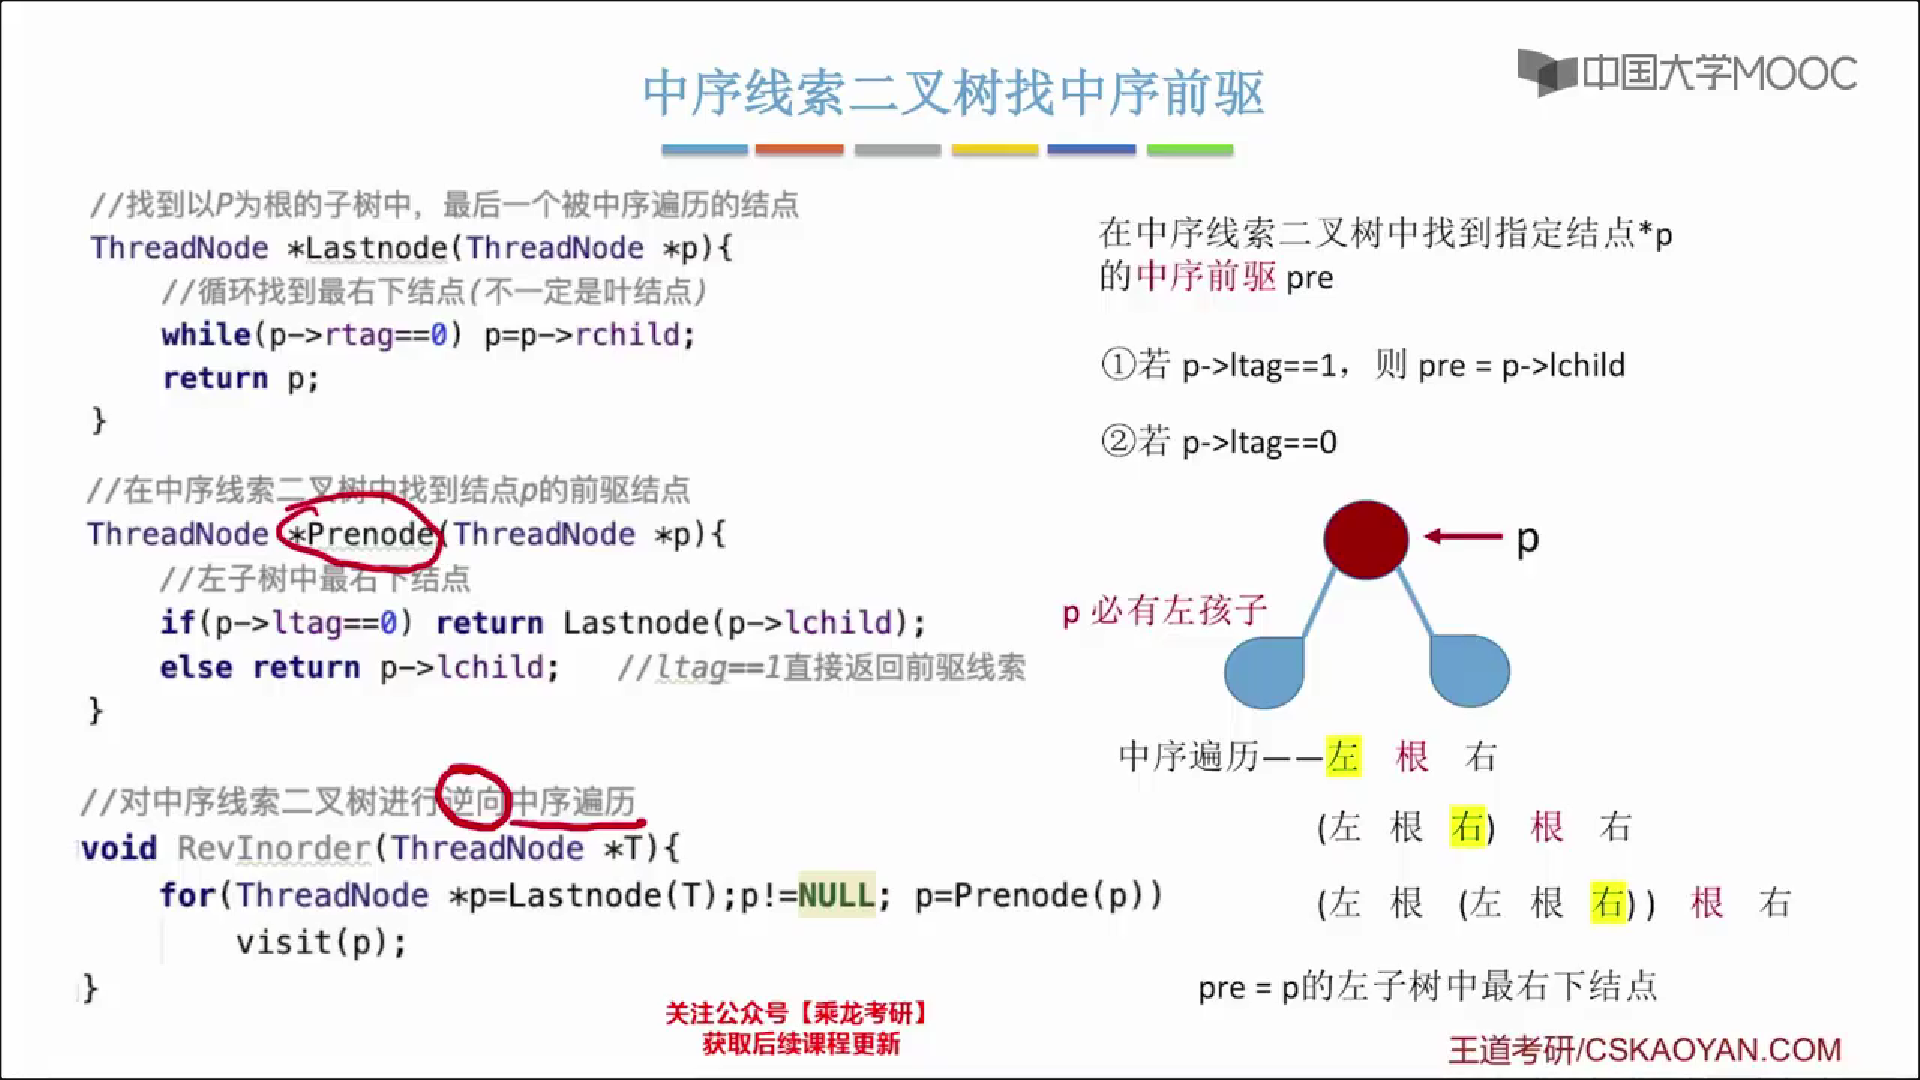 中国大学MOOC
中序线索二叉树找中序前驱
//找到以P为根的子树中，最后一个被中序遍历的结点
ThreadNode *Lastnode(ThreadNode *p){
//循环找到最右下结点(不一定是叶结点)
while(p->rtag==0) p=p->rchild;
return p;
}
//在中序线索二叉树中找到结点p的前驱结点
ThreadNode *Prenode(ThreadNode *p){
//左子树中最右下结点
if(p->ltag==0) return Lastnode(p->lchild);
else return p->lchild; //ltag==1直接返回前驱线索
}
//对中序线索二叉树进行逆向中序遍历
void RevInorder(ThreadNode *T){
for(ThreadNode *p=Lastnode(T);p!=NULL; p=Prenode(p))
visit(p);
}
在中序线索二叉树中找到指定结点*p
的中序前驱 pre
①若 p->ltag==1，则 pre = p->lchild
②若 p->ltag==0
p
p 必有左孩子
中序遍历——左 根 右
(左 根 右) 根 右
(左 根 (左 根 右)) 根 右
pre = p的左子树中最右下结点
关注公众号【乘龙考研】
获取后续课程更新
王道考研/CSKAOYAN.COM